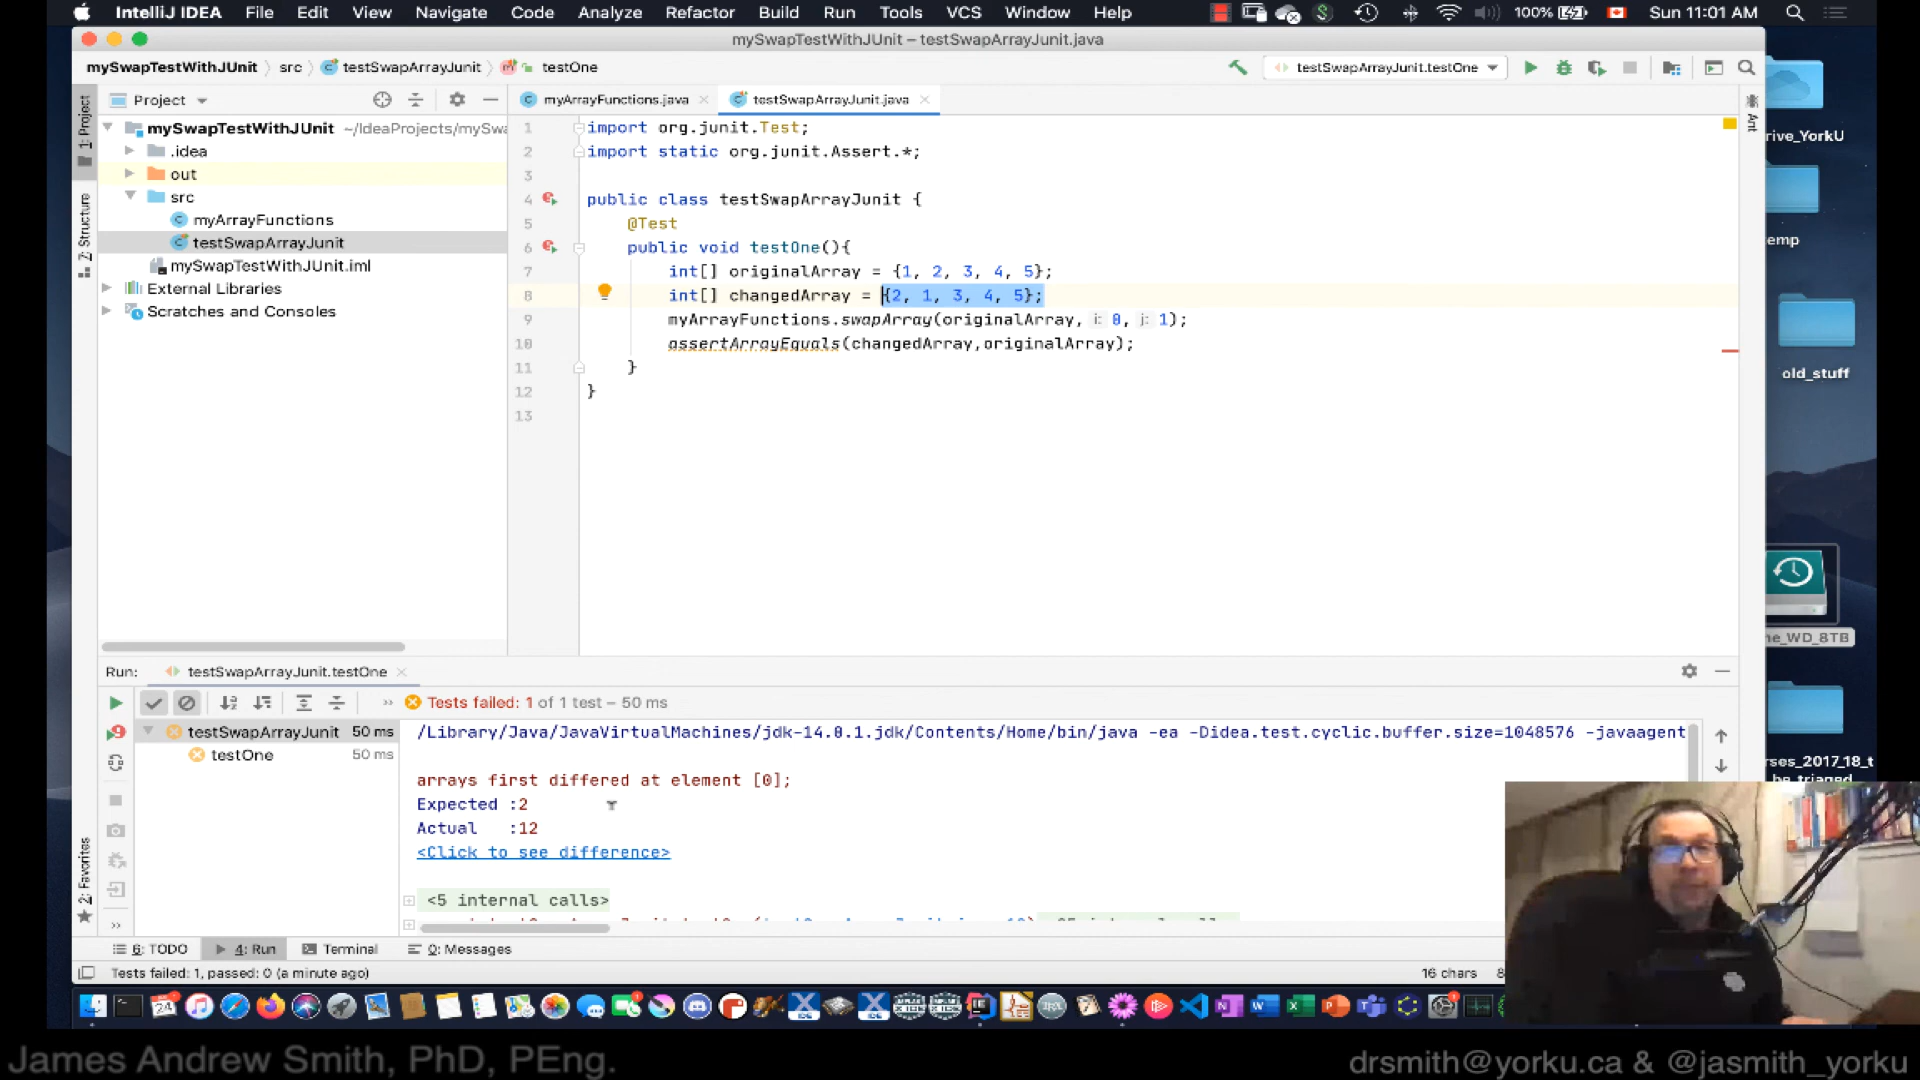 IntelliJ IDEA File Edit View Navigate Code Analyze Refactor Build Run Tools VCS Window Help 100% Sun 11:01 AM
mySwapTestWithJUnit – testSwapArrayJunit.java
mySwapTestWithJUnit src testSwapArrayJunit testOne testSwapArrayJunit.testOne
Project myArrayFunctions.java testSwapArrayJunit.java
mySwapTestWithJUnit ~/IdeaProjects/mySwa
.idea
out
src
myArrayFunctions
testSwapArrayJunit
mySwapTestWithJUnit.iml
External Libraries
Scratches and Consoles
1: Project
7: Structure
2: Favorites
Ant
1 import org.junit.Test;
2 import static org.junit.Assert.*;
3
4 public class testSwapArrayJunit {
5 @Test
6 public void testOne(){
7 int[] originalArray = {1, 2, 3, 4, 5};
8 int[] changedArray = {2, 1, 3, 4, 5};
9 myArrayFunctions.swapArray(originalArray, i: 0, j: 1);
10 assertArrayEquals(changedArray,originalArray);
11 }
12 }
13
rive_YorkU
emp
old_stuff
ne_WD_8TB
rses_2017_18_t
be_triaged
Run: testSwapArrayJunit.testOne
Tests failed: 1 of 1 test – 50 ms
testSwapArrayJunit 50 ms
testOne 50 ms
/Library/Java/JavaVirtualMachines/jdk-14.0.1.jdk/Contents/Home/bin/java -ea -Didea.test.cyclic.buffer.size=1048576 -javaagent
arrays first differed at element [0];
Expected :2
Actual :12
<Click to see difference>
<5 internal calls>
6: TODO 4: Run Terminal 0: Messages
Tests failed: 1, passed: 0 (a minute ago) 16 chars 8
James Andrew Smith, PhD, PEng. drsmith@yorku.ca & @jasmith_yorku